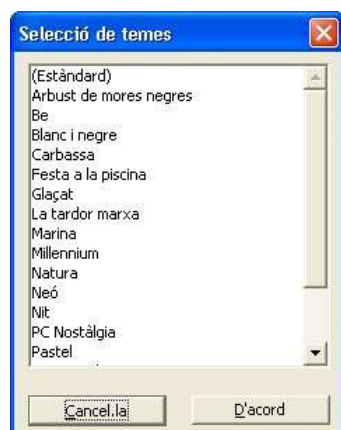 Selecció de temes
(Estàndard)
Arbust de mores negres
Be
Blanc i negre
Carbassa
Festa a la piscina
Glaçat
La tardor marxa
Marina
Millennium
Natura
Neó
Nit
PC Nostàlgia
Pastel
Cancel.la D'acord